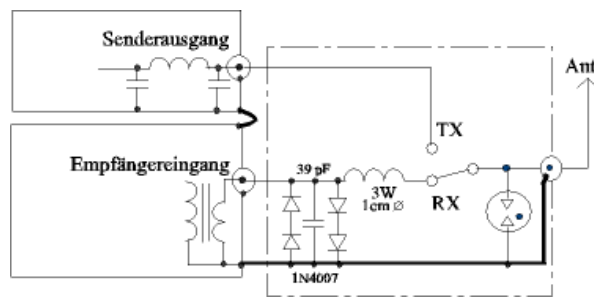 Senderausgang
Ant
TX
Empfängereingang
39 pF
3W
1cm Ø
RX
1N4007